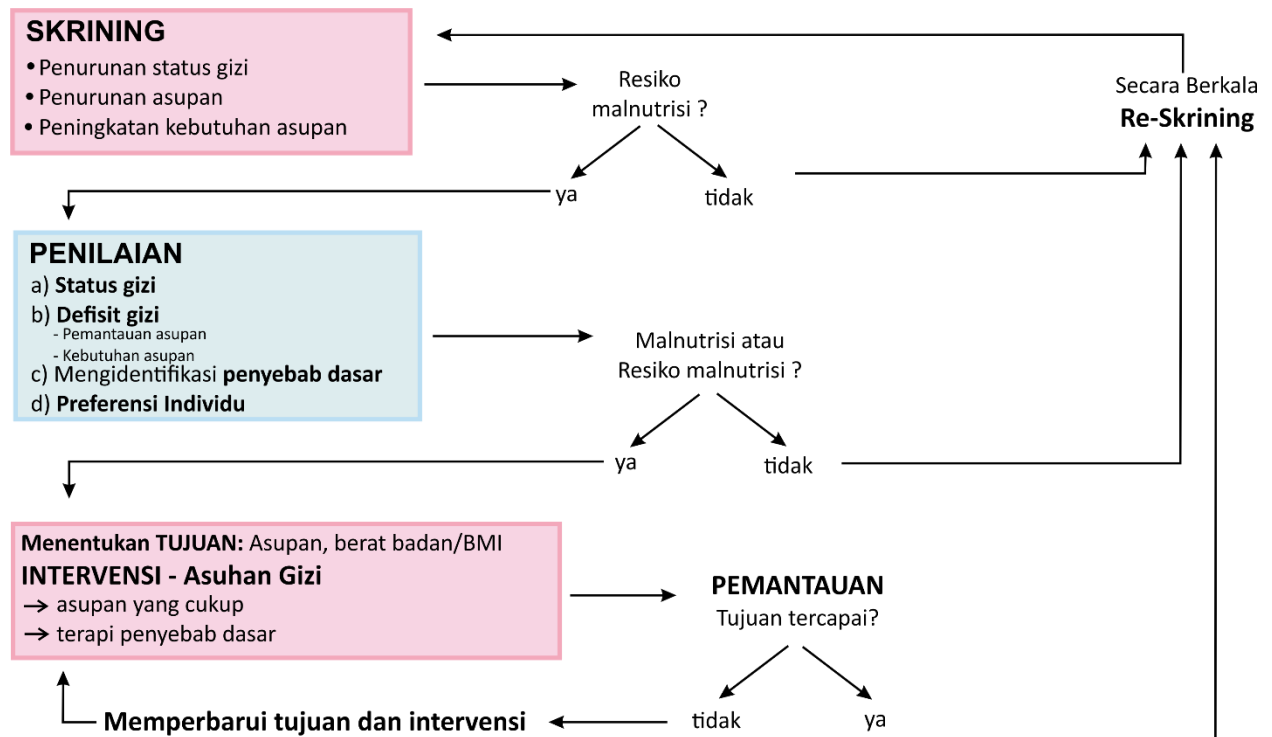 SKRINING
• Penurunan status gizi
• Penurunan asupan
• Peningkatan kebutuhan asupan
Resiko
malnutrisi ?
ya
tidak
Secara Berkala
Re-Skrining
PENILAIAN
a) Status gizi
b) Defisit gizi
- Pemantauan asupan
- Kebutuhan asupan
c) Mengidentifikasi penyebab dasar
d) Preferensi Individu
Malnutrisi atau
Resiko malnutrisi ?
ya
tidak
Menentukan TUJUAN: Asupan, berat badan/BMI
INTERVENSI - Asuhan Gizi
→ asupan yang cukup
→ terapi penyebab dasar
PEMANTAUAN
Tujuan tercapai?
tidak
ya
Memperbarui tujuan dan intervensi